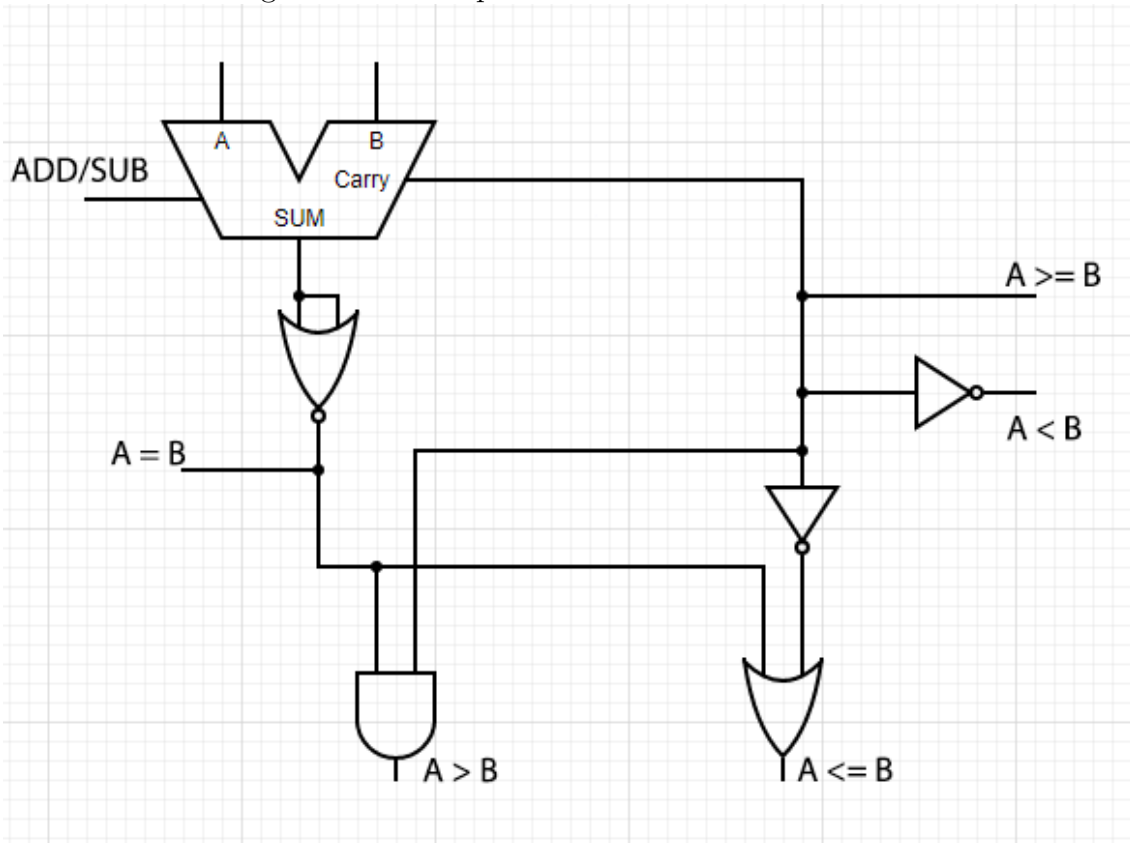 A
B
ADD/SUB
Carry
SUM
A >= B
A < B
A = B
A > B
A <= B